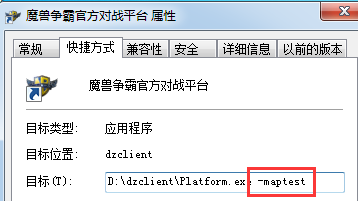 魔兽争霸官方对战平台 属性
常规 快捷方式 兼容性 安全 详细信息 以前的版本
魔兽争霸官方对战平台
目标类型: 应用程序
目标位置: dzclient
目标(T): D:\dzclient\Platform.exe -maptest